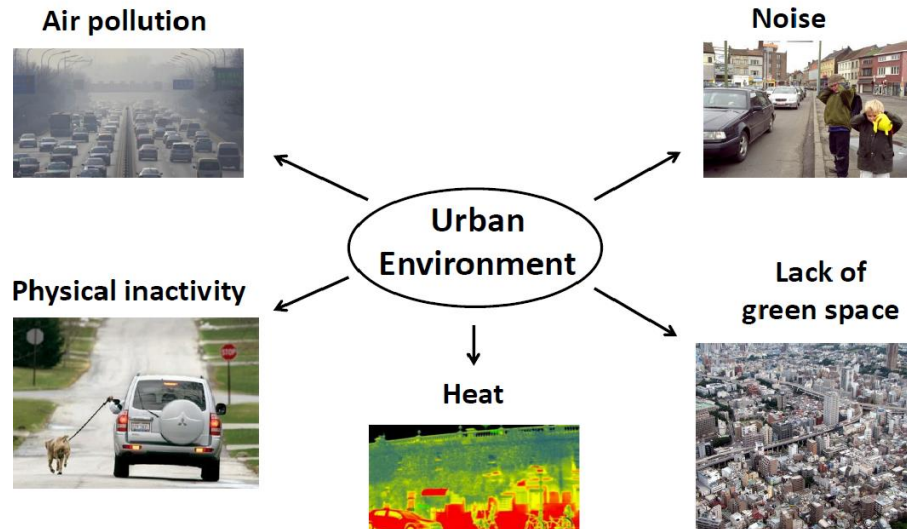 Air pollution
Noise
Urban
Environment
Physical inactivity
Lack of
green space
Heat